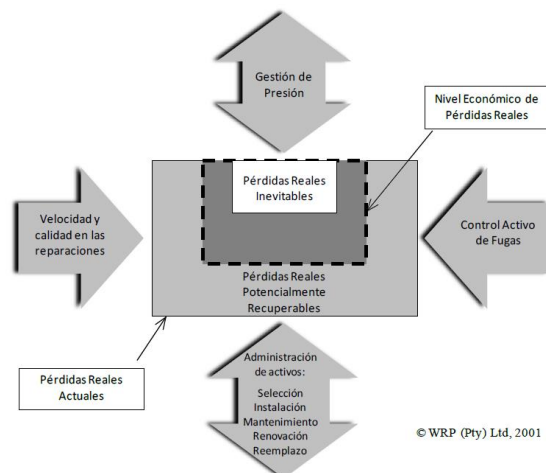 Gestión de
Presión
Nivel Económico de
Pérdidas Reales
Pérdidas Reales
Inevitables
Velocidad y
calidad en las
reparaciones
Control Activo
de Fugas
Pérdidas Reales
Potencialmente
Recuperables
Pérdidas Reales
Actuales
Administración
de activos:
Selección
Instalación
Mantenimiento
Renovación
Reemplazo
© WRP (Pty) Ltd, 2001